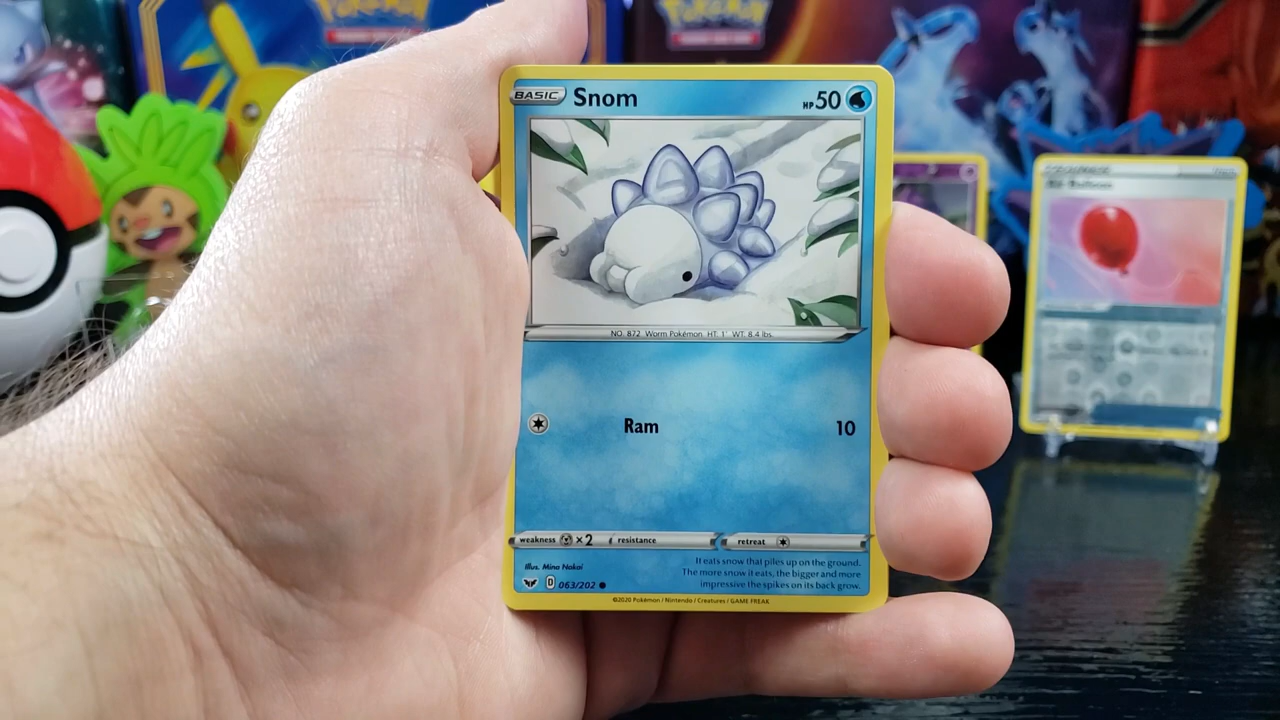 Pokémon
Pokémon
BASIC Snom HP 50
NO. 872 Worm Pokémon HT: 1' WT: 8.4 lbs.
Ram 10
weakness ×2 resistance retreat
It eats snow that piles up on the ground.
The more snow it eats, the bigger and more
impressive the spikes on its back grow.
Illus. Mina Nakai
D 063/202
©2020 Pokémon / Nintendo / Creatures / GAME FREAK